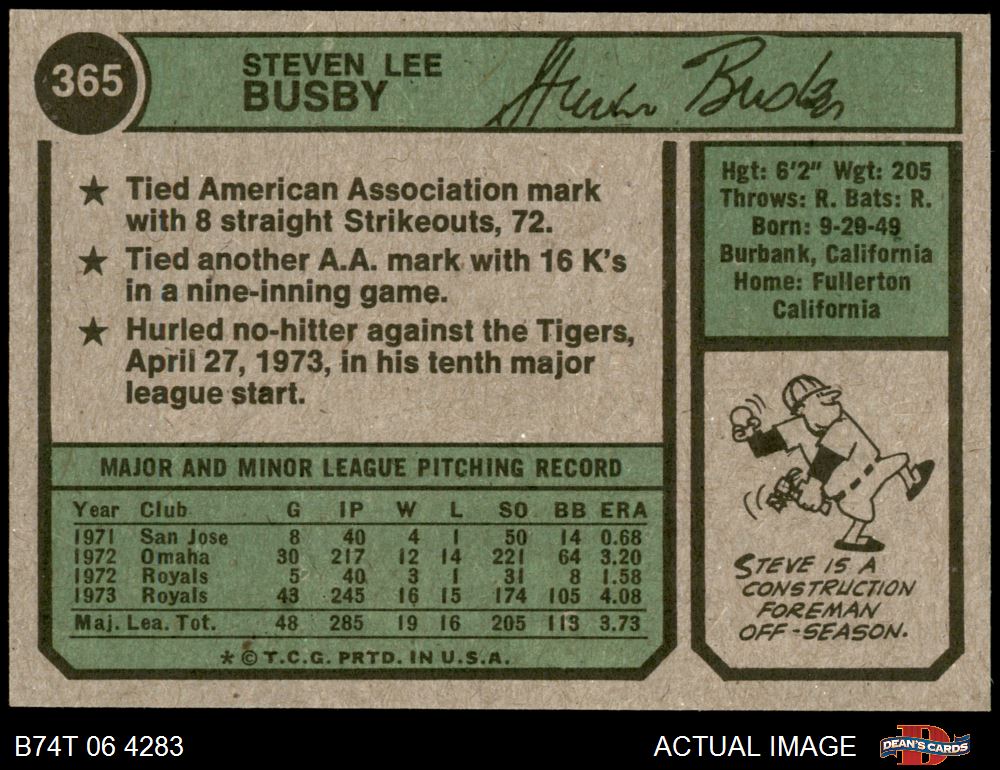 365
STEVEN LEE
BUSBY
Steven Busby
★ Tied American Association mark
with 8 straight Strikeouts, 72.
★ Tied another A.A. mark with 16 K's
in a nine-inning game.
★ Hurled no-hitter against the Tigers,
April 27, 1973, in his tenth major
league start.
Hgt: 6'2" Wgt: 205
Throws: R. Bats: R.
Born: 9-29-49
Burbank, California
Home: Fullerton
California
MAJOR AND MINOR LEAGUE PITCHING RECORD
Year Club G IP W L SO BB ERA
1971 San Jose 8 40 4 1 50 14 0.68
1972 Omaha 30 217 12 14 221 64 3.20
1972 Royals 5 40 3 1 31 8 1.58
1973 Royals 43 245 16 15 174 105 4.08
Maj. Lea. Tot. 48 285 19 16 205 113 3.73
* © T.C.G. PRTD. IN U.S.A.
STEVE IS A
CONSTRUCTION
FOREMAN
OFF-SEASON.
B74T 06 4283
ACTUAL IMAGE
D
DEAN'S CARDS